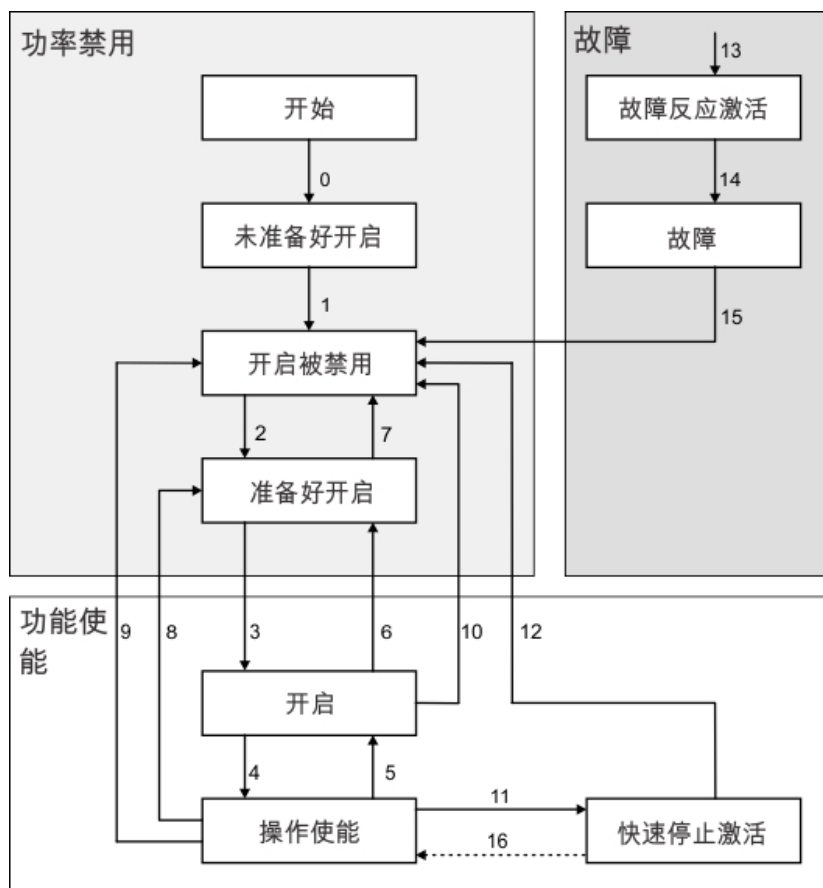 功率禁用
故障
13
开始
故障反应激活
0
14
未准备好开启
故障
1
15
开启被禁用
2
7
准备好开启
功能使
能
9
8
3
6
10
12
开启
4
5
11
操作使能
快速停止激活
16